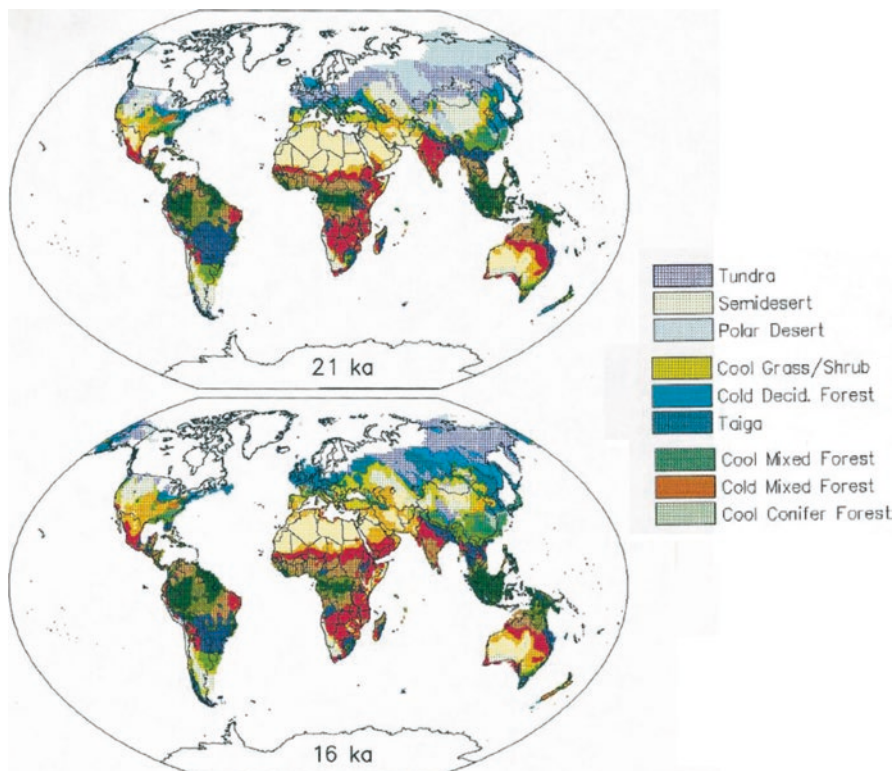 21 ka
Tundra
Semidesert
Polar Desert
Cool Grass/Shrub
Cold Decid. Forest
Taiga
Cool Mixed Forest
Cold Mixed Forest
Cool Conifer Forest
16 ka